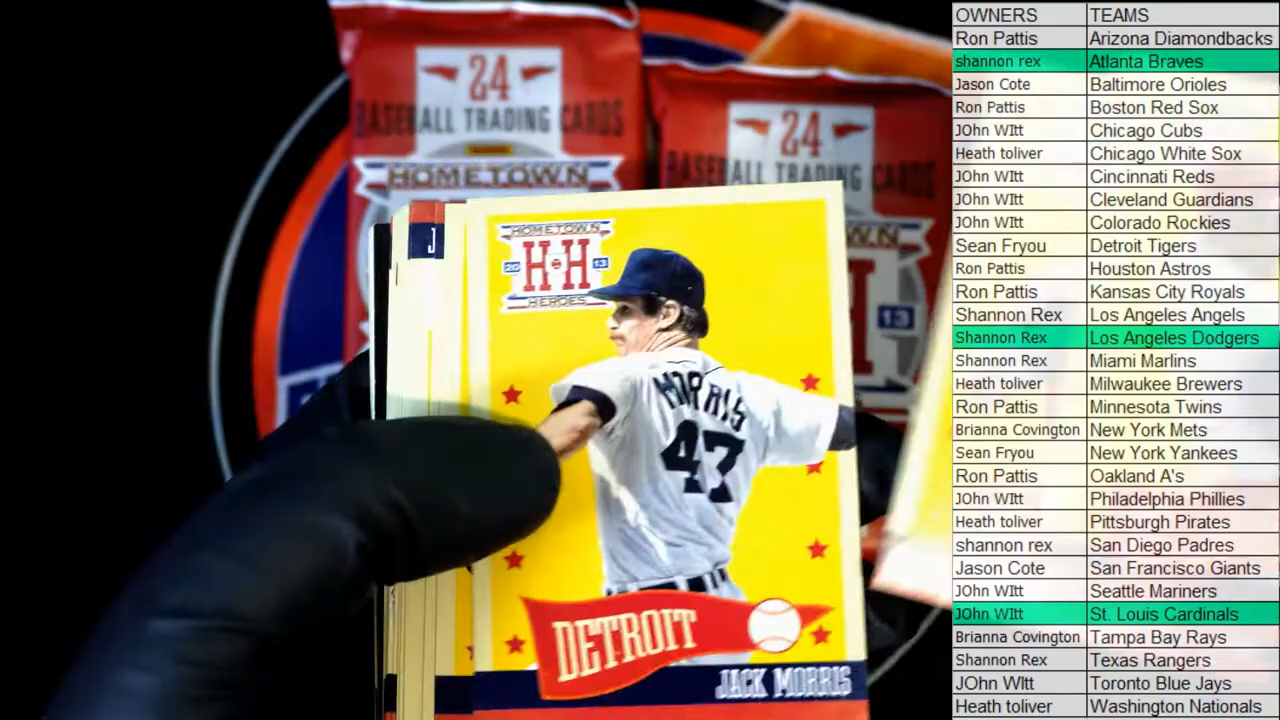 24
BASEBALL TRADING CARDS
HOMETOWN
24
BASEBALL TRADING CARDS
13
J
HOMETOWN
20 HH 13
HEROES
MORRIS
47
DETROIT
JACK MORRIS
OWNERS TEAMS
Ron Pattis Arizona Diamondbacks
shannon rex Atlanta Braves
Jason Cote Baltimore Orioles
Ron Pattis Boston Red Sox
JOhn WItt Chicago Cubs
Heath toliver Chicago White Sox
JOhn WItt Cincinnati Reds
JOhn WItt Cleveland Guardians
JOhn WItt Colorado Rockies
Sean Fryou Detroit Tigers
Ron Pattis Houston Astros
Ron Pattis Kansas City Royals
Shannon Rex Los Angeles Angels
Shannon Rex Los Angeles Dodgers
Shannon Rex Miami Marlins
Heath toliver Milwaukee Brewers
Ron Pattis Minnesota Twins
Brianna Covington New York Mets
Sean Fryou New York Yankees
Ron Pattis Oakland A's
JOhn WItt Philadelphia Phillies
Heath toliver Pittsburgh Pirates
shannon rex San Diego Padres
Jason Cote San Francisco Giants
JOhn WItt Seattle Mariners
JOhn WItt St. Louis Cardinals
Brianna Covington Tampa Bay Rays
Shannon Rex Texas Rangers
JOhn WItt Toronto Blue Jays
Heath toliver Washington Nationals